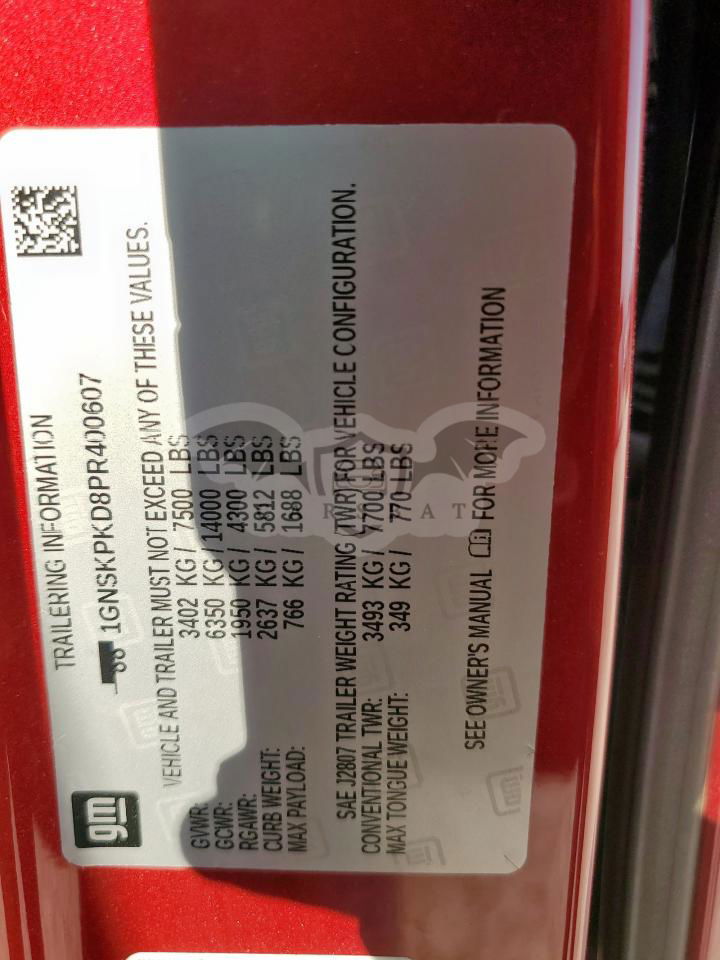 gm
TRAILERING INFORMATION
1GNSKPKD8PR400607
VEHICLE AND TRAILER MUST NOT EXCEED ANY OF THESE VALUES.
GVWR: 3402 KG / 7500 LBS
GCWR: 6350 KG / 14000 LBS
RGAWR: 1950 KG / 4300 LBS
CURB WEIGHT: 2637 KG / 5812 LBS
MAX PAYLOAD: 766 KG / 1688 LBS
SAE J2807 TRAILER WEIGHT RATING (TWR) FOR VEHICLE CONFIGURATION.
CONVENTIONAL TWR: 3493 KG / 7700 LBS
MAX TONGUE WEIGHT: 349 KG / 770 LBS
SEE OWNER'S MANUAL FOR MORE INFORMATION